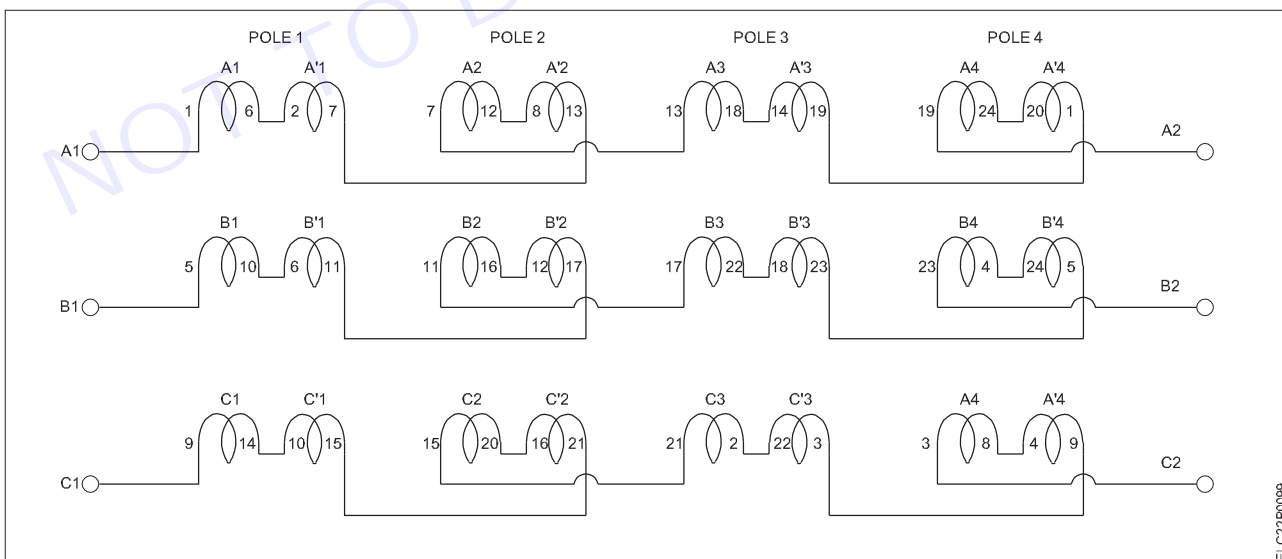 POLE 1 POLE 2 POLE 3 POLE 4
A1 A'1 A2 A'2 A3 A'3 A4 A'4
1 6 2 7 7 12 8 13 13 18 14 19 19 24 20 1
A1 A2
B1 B'1 B2 B'2 B3 B'3 B4 B'4
5 10 6 11 11 16 12 17 17 22 18 23 23 4 24 5
B1 B2
C1 C'1 C2 C'2 C3 C'3 A4 A'4
9 14 10 15 15 20 16 21 21 2 22 3 3 8 4 9
C1 C2
NOT TO